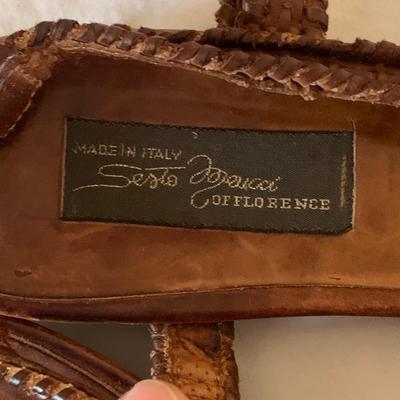 MADE IN ITALY
Sesto Meucci
OF FLORENCE